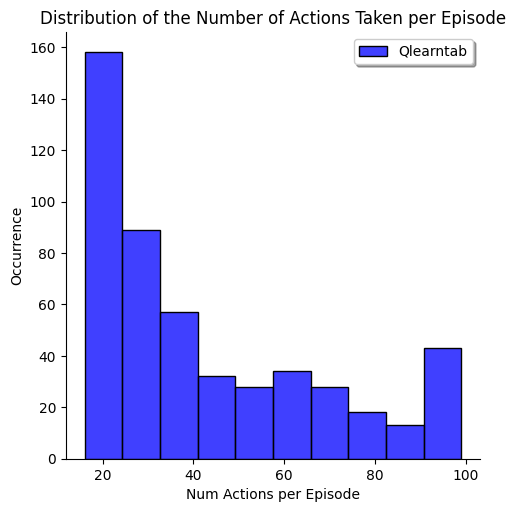 Distribution of the Number of Actions Taken per Episode
Qlearntab
160
140
120
100
80
60
40
20
0
Occurrence
20 40 60 80 100
Num Actions per Episode